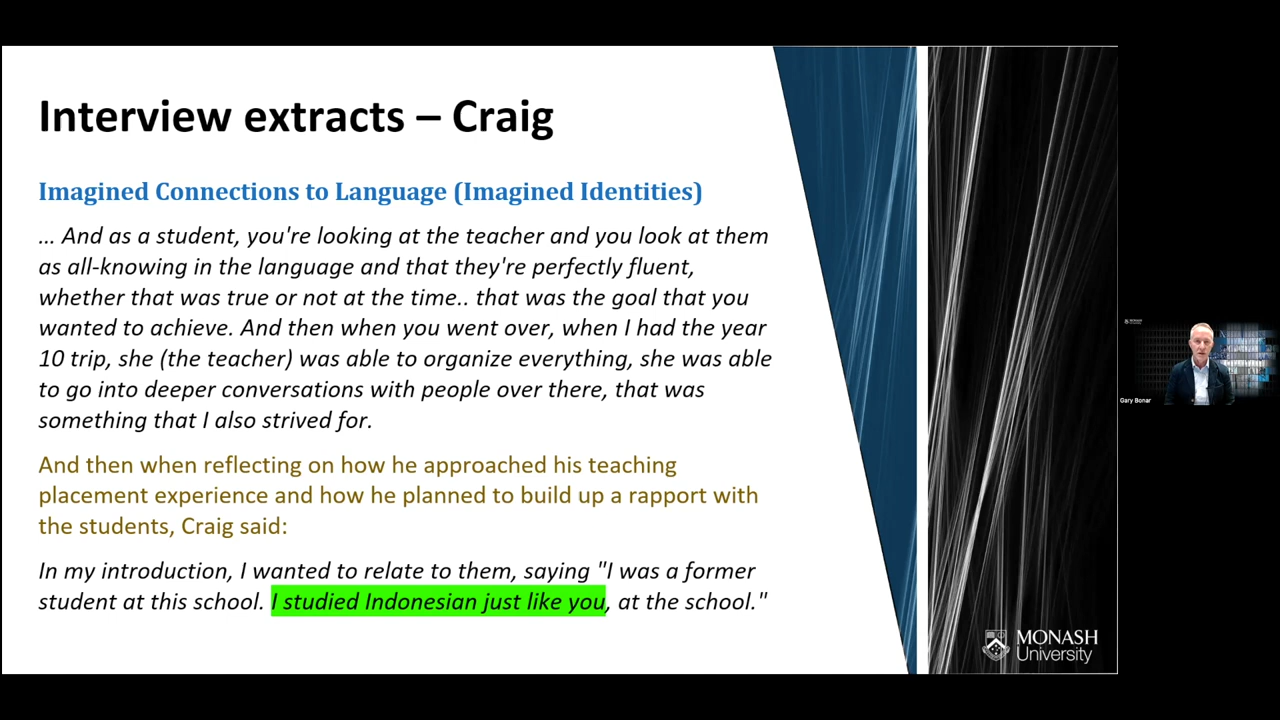 Interview extracts – Craig
Imagined Connections to Language (Imagined Identities)
… And as a student, you're looking at the teacher and you look at them
as all-knowing in the language and that they're perfectly fluent,
whether that was true or not at the time.. that was the goal that you
wanted to achieve. And then when you went over, when I had the year
10 trip, she (the teacher) was able to organize everything, she was able
to go into deeper conversations with people over there, that was
something that I also strived for.
And then when reflecting on how he approached his teaching
placement experience and how he planned to build up a rapport with
the students, Craig said:
In my introduction, I wanted to relate to them, saying "I was a former
student at this school. I studied Indonesian just like you, at the school."
MONASH
University
Gary Bonar